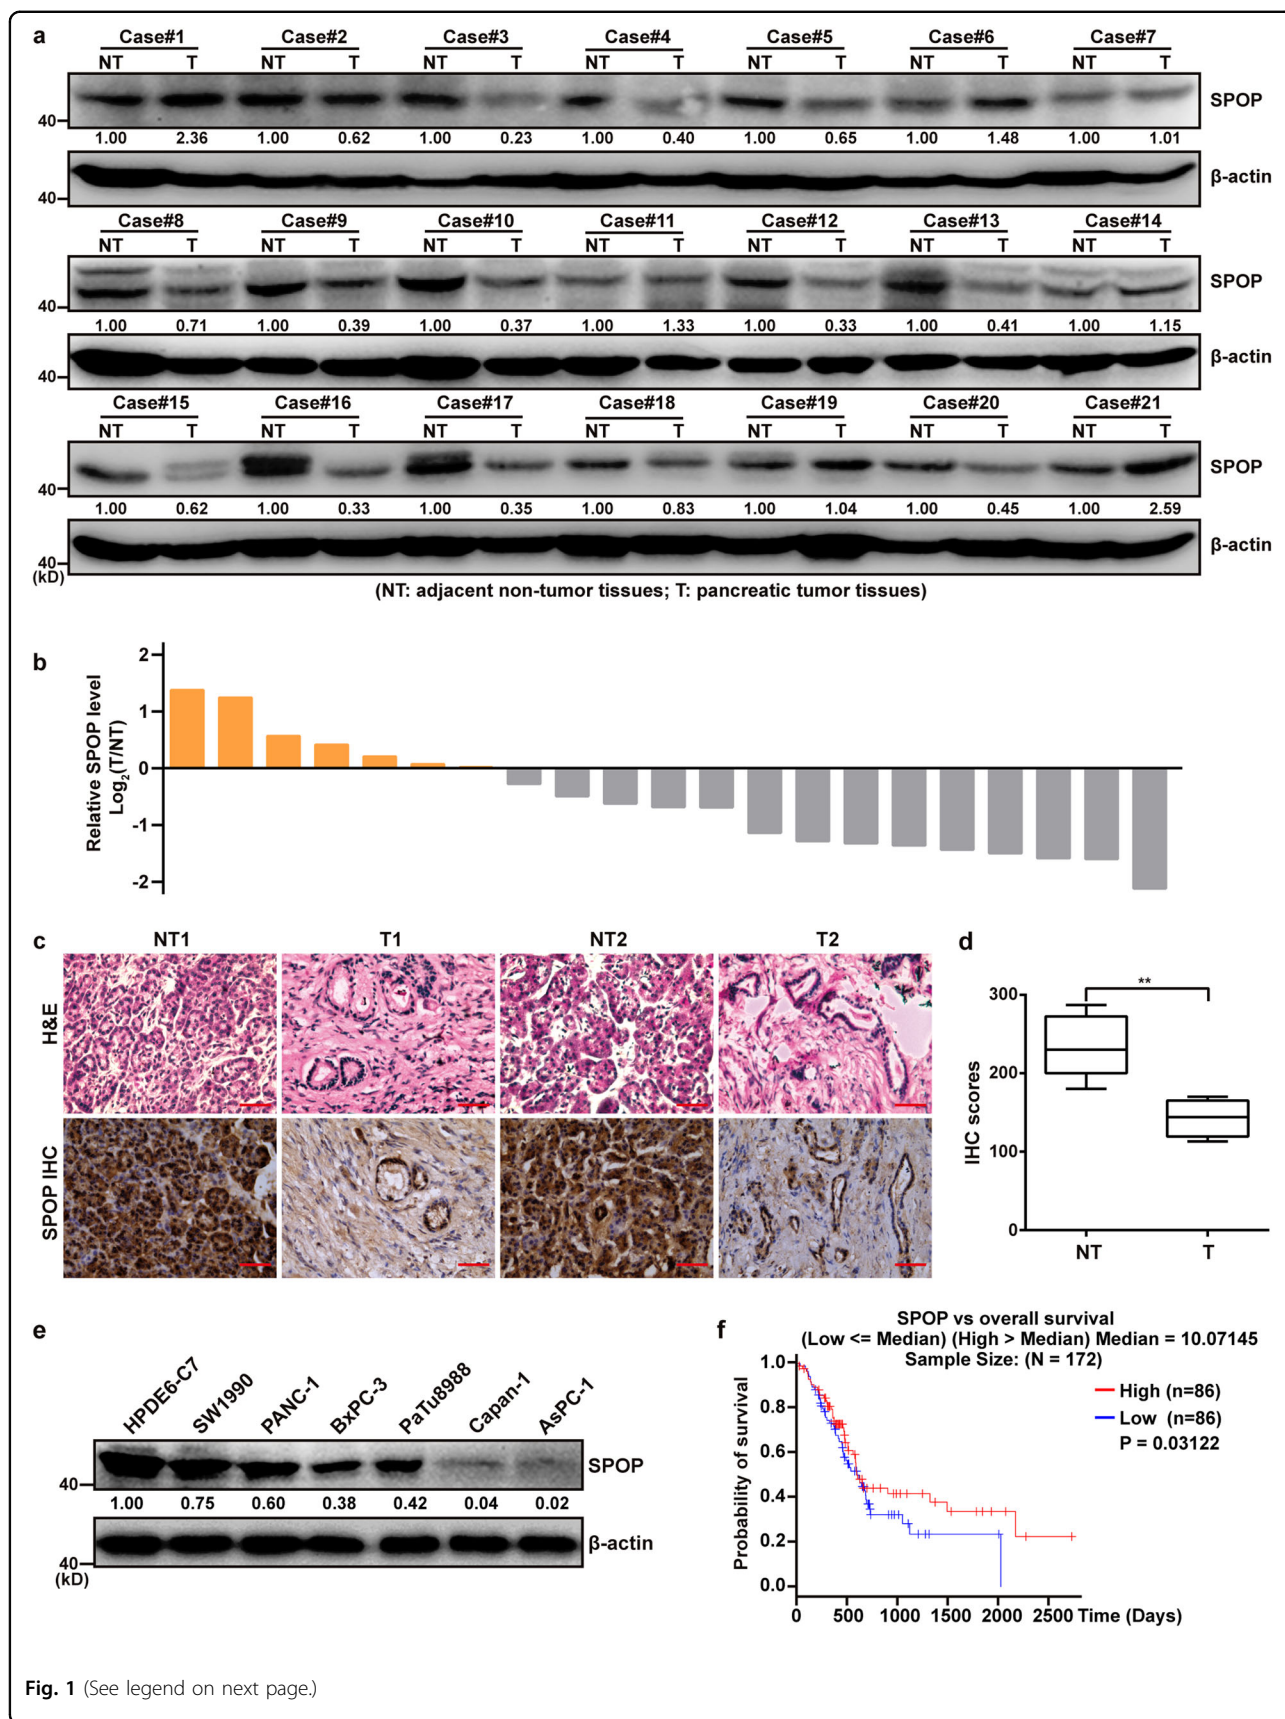 a
Case#1 Case#2 Case#3 Case#4 Case#5 Case#6 Case#7
NT T NT T NT T NT T NT T NT T NT T
SPOP
40
1.00 2.36 1.00 0.62 1.00 0.23 1.00 0.40 1.00 0.65 1.00 1.48 1.00 1.01
β-actin
40
Case#8 Case#9 Case#10 Case#11 Case#12 Case#13 Case#14
NT T NT T NT T NT T NT T NT T NT T
SPOP
40
1.00 0.71 1.00 0.39 1.00 0.37 1.00 1.33 1.00 0.33 1.00 0.41 1.00 1.15
β-actin
40
Case#15 Case#16 Case#17 Case#18 Case#19 Case#20 Case#21
NT T NT T NT T NT T NT T NT T NT T
SPOP
40
1.00 0.62 1.00 0.33 1.00 0.35 1.00 0.83 1.00 1.04 1.00 0.45 1.00 2.59
β-actin
40
(kD)
(NT: adjacent non-tumor tissues; T: pancreatic tumor tissues)
b
Relative SPOP level
Log₂(T/NT)
2
1
0
-1
-2
c
NT1 T1 NT2 T2
H&E
SPOP IHC
d
**
IHC scores
300
200
100
0
NT T
e
HPDE6-C7 SW1990 PANC-1 BxPC-3 PaTu8988 Capan-1 AsPC-1
SPOP
40
1.00 0.75 0.60 0.38 0.42 0.04 0.02
β-actin
40
(kD)
f
SPOP vs overall survival
(Low <= Median) (High > Median) Median = 10.07145
Sample Size: (N = 172)
High (n=86)
Low (n=86)
P = 0.03122
Probability of survival
1.0
0.8
0.6
0.4
0.2
0.0
0 500 1000 1500 2000 2500 Time (Days)
Fig. 1 (See legend on next page.)